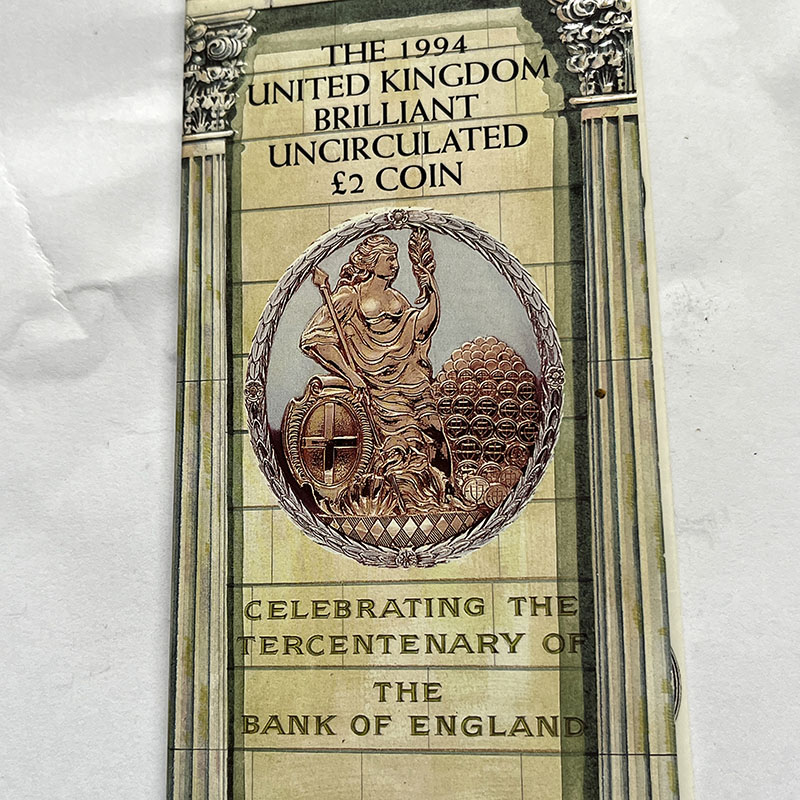 THE 1994
UNITED KINGDOM
BRILLIANT
UNCIRCULATED
£2 COIN
CELEBRATING THE
TERCENTENARY OF
THE
BANK OF ENGLAND